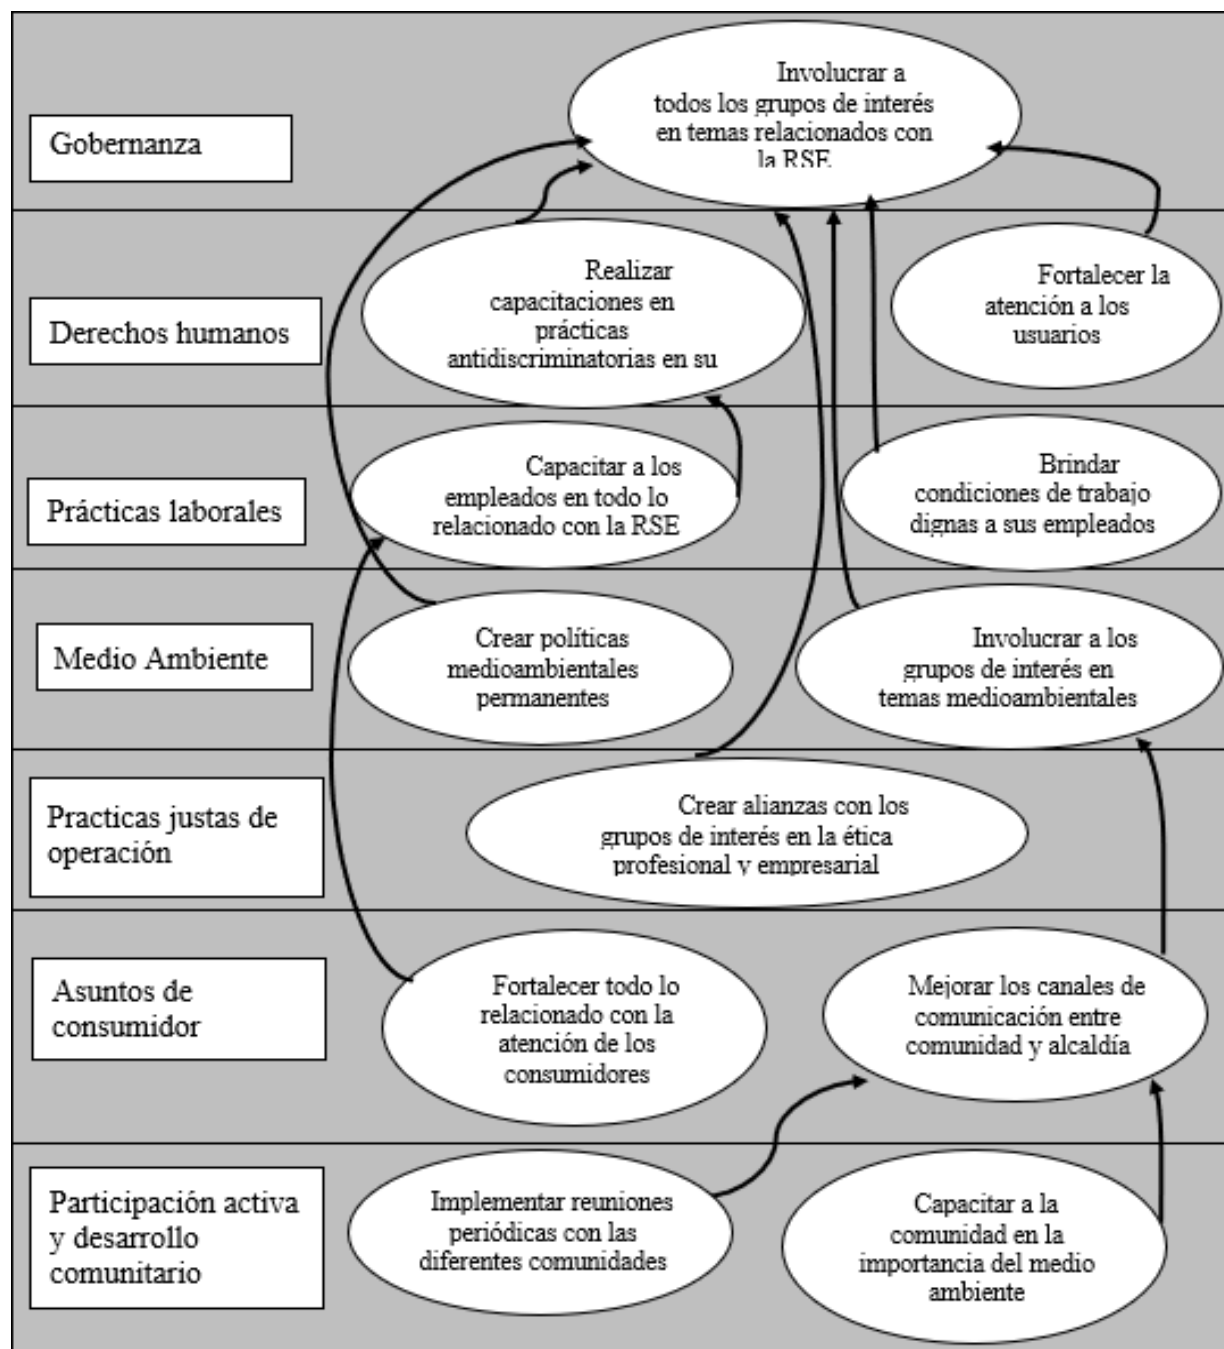 Involucrar a
todos los grupos de interés
en temas relacionados con
la RSE
Gobernanza
Realizar
capacitaciones en
prácticas
antidiscriminatorias en su
Fortalecer la
atención a los
usuarios
Derechos humanos
Capacitar a los
empleados en todo lo
relacionado con la RSE
Brindar
condiciones de trabajo
dignas a sus empleados
Prácticas laborales
Crear políticas
medioambientales
permanentes
Involucrar a los
grupos de interés en
temas medioambientales
Medio Ambiente
Practicas justas de
operación
Crear alianzas con los
grupos de interés en la ética
profesional y empresarial
Asuntos de
consumidor
Fortalecer todo lo
relacionado con la
atención de los
consumidores
Mejorar los canales de
comunicación entre
comunidad y alcaldía
Participación activa
y desarrollo
comunitario
Implementar reuniones
periódicas con las
diferentes comunidades
Capacitar a la
comunidad en la
importancia del medio
ambiente